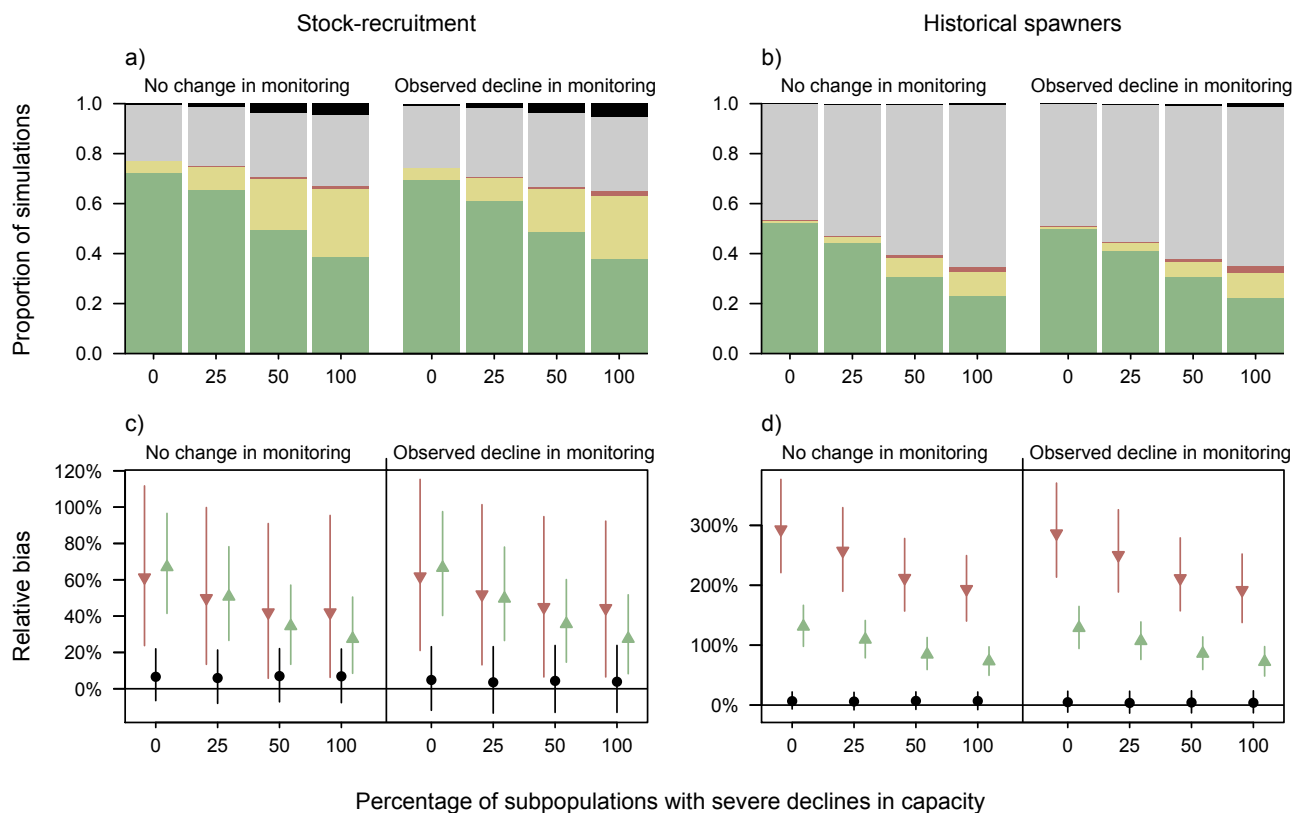 Stock-recruitment
Historical spawners
a)
No change in monitoring
Observed decline in monitoring
Proportion of simulations
1.0
0.8
0.6
0.4
0.2
0.0
0 25 50 100
0 25 50 100
b)
No change in monitoring
Observed decline in monitoring
1.0
0.8
0.6
0.4
0.2
0.0
0 25 50 100
0 25 50 100
c)
No change in monitoring
Observed decline in monitoring
Relative bias
120%
100%
80%
60%
40%
20%
0%
0 25 50 100
0 25 50 100
d)
No change in monitoring
Observed decline in monitoring
300%
200%
100%
0%
0 25 50 100
0 25 50 100
Percentage of subpopulations with severe declines in capacity